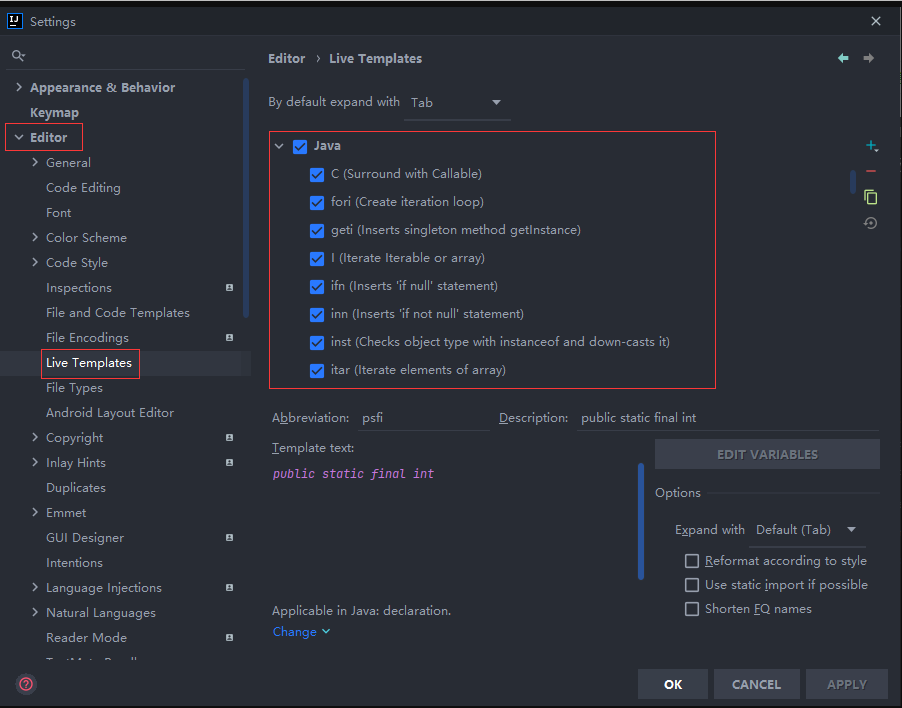 Settings
Editor › Live Templates
By default expand with Tab
Appearance & Behavior
Keymap
Editor
General
Code Editing
Font
Color Scheme
Code Style
Inspections
File and Code Templates
File Encodings
Live Templates
File Types
Android Layout Editor
Copyright
Inlay Hints
Duplicates
Emmet
GUI Designer
Intentions
Language Injections
Natural Languages
Reader Mode
Java
C (Surround with Callable)
fori (Create iteration loop)
geti (Inserts singleton method getInstance)
I (Iterate Iterable or array)
ifn (Inserts 'if null' statement)
inn (Inserts 'if not null' statement)
inst (Checks object type with instanceof and down-casts it)
itar (Iterate elements of array)
Abbreviation: psfi Description: public static final int
Template text:
public static final int
EDIT VARIABLES
Options
Expand with Default (Tab)
Reformat according to style
Use static import if possible
Shorten FQ names
Applicable in Java: declaration.
Change
OK CANCEL APPLY